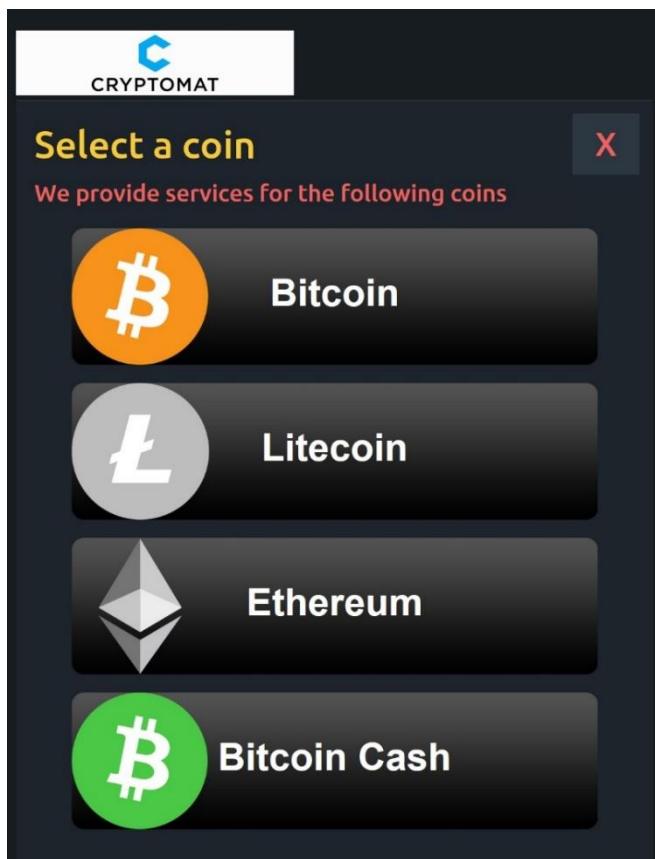 CRYPTOMAT
Select a coin
X
We provide services for the following coins
Bitcoin
Litecoin
Ethereum
Bitcoin Cash